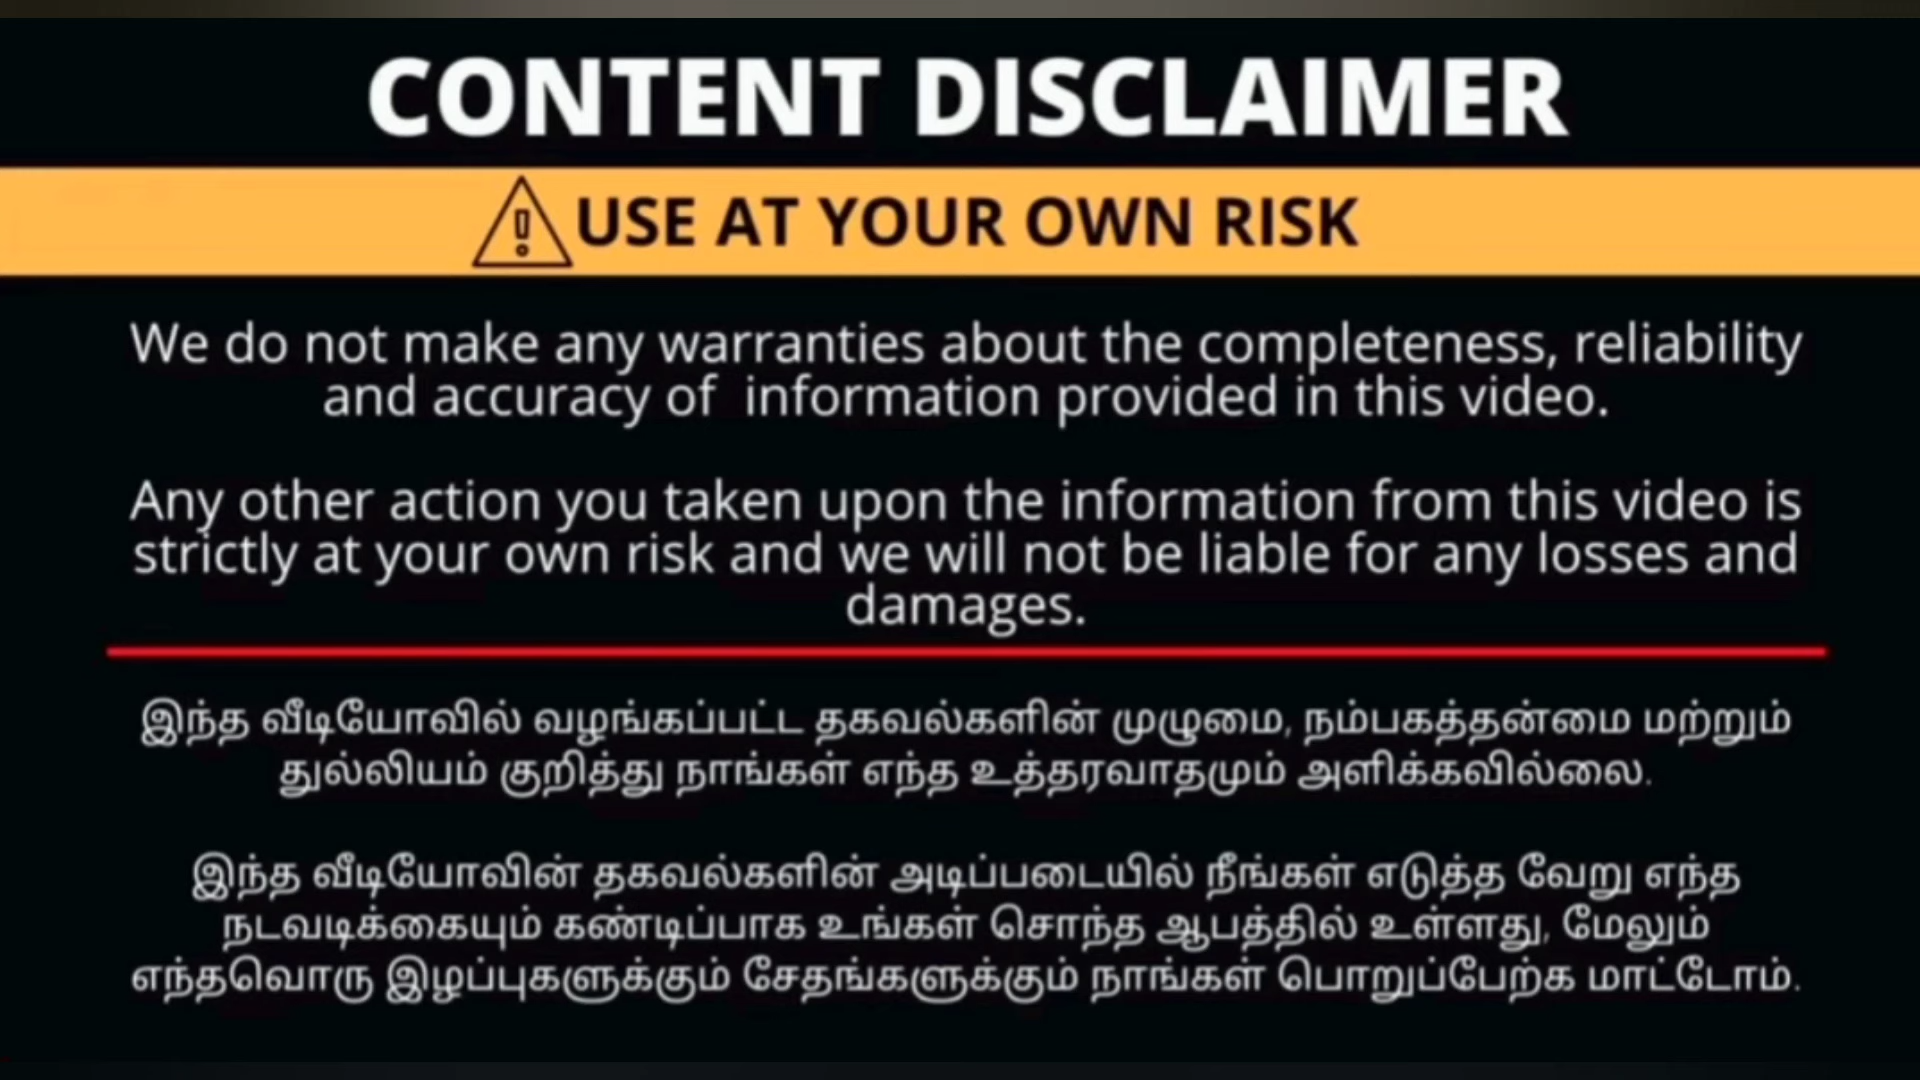 CONTENT DISCLAIMER
USE AT YOUR OWN RISK
We do not make any warranties about the completeness, reliability
and accuracy of information provided in this video.
Any other action you taken upon the information from this video is
strictly at your own risk and we will not be liable for any losses and
damages.
இந்த வீடியோவில் வழங்கப்பட்ட தகவல்களின் முழுமை, நம்பகத்தன்மை மற்றும்
துல்லியம் குறித்து நாங்கள் எந்த உத்தரவாதமும் அளிக்கவில்லை.
இந்த வீடியோவின் தகவல்களின் அடிப்படையில் நீங்கள் எடுத்த வேறு எந்த
நடவடிக்கையும் கண்டிப்பாக உங்கள் சொந்த ஆபத்தில் உள்ளது, மேலும்
எந்தவொரு இழப்புகளுக்கும் சேதங்களுக்கும் நாங்கள் பொறுப்பேற்க மாட்டோம்.